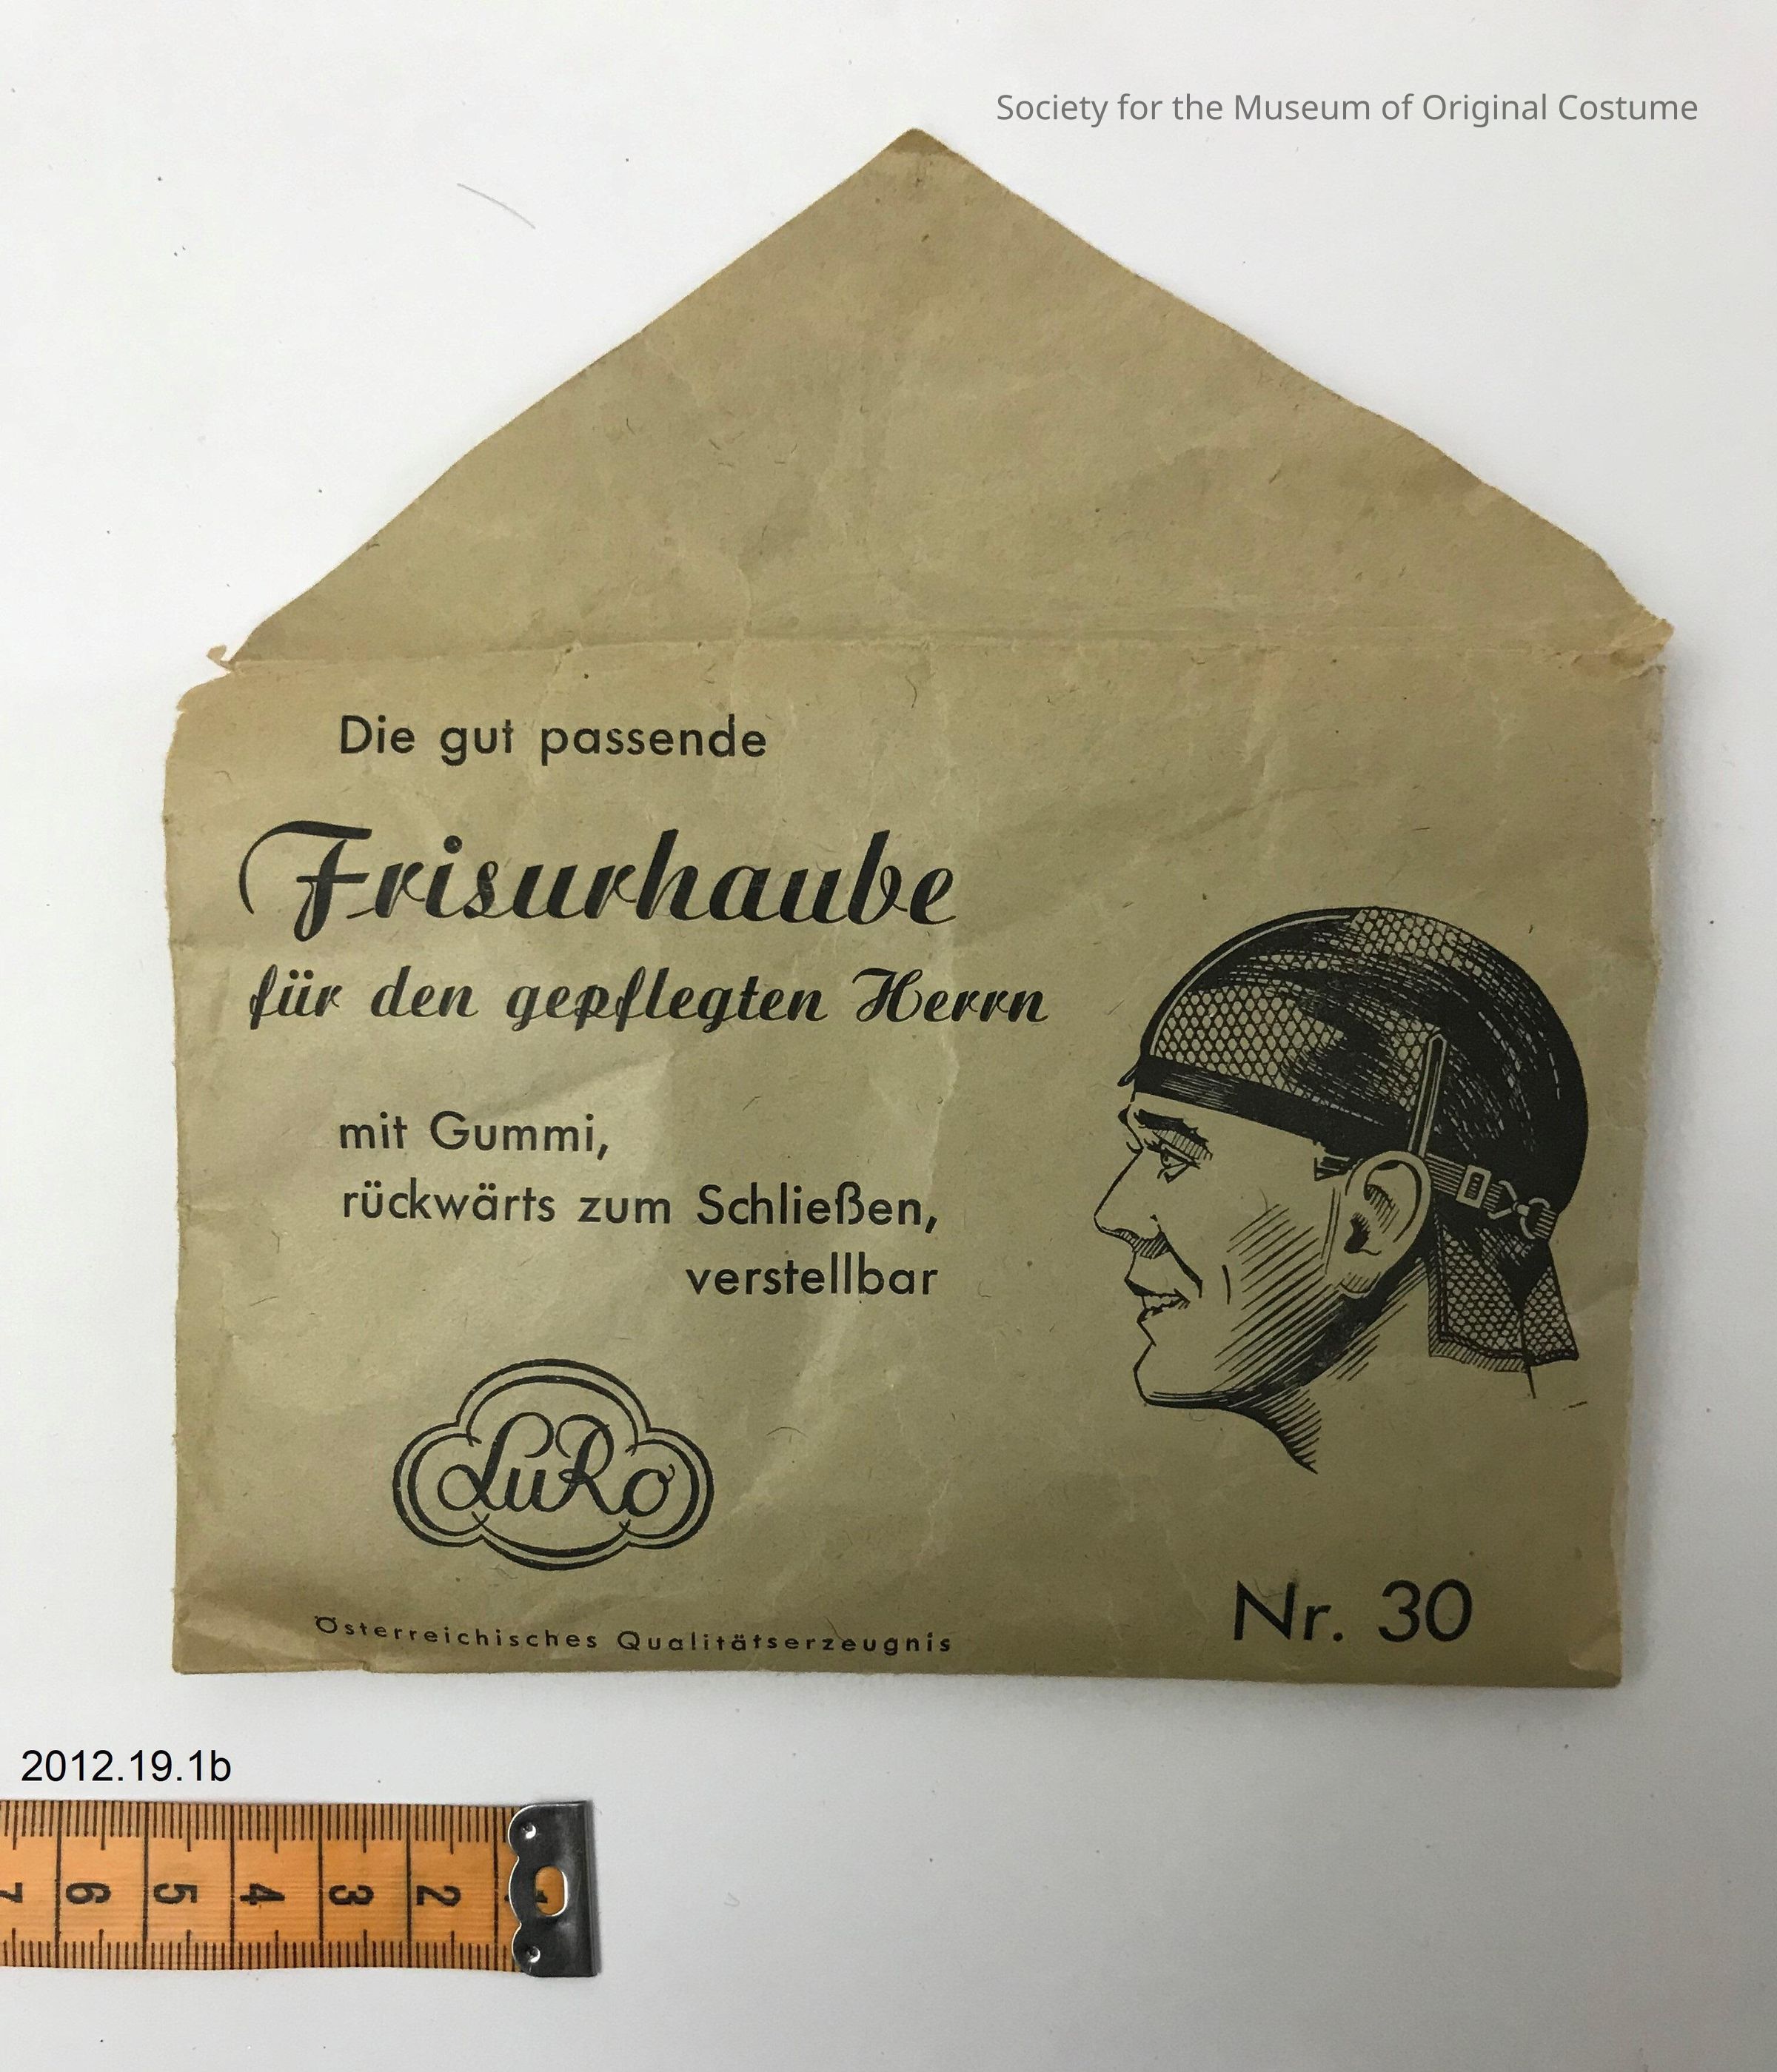 Society for the Museum of Original Costume
Die gut passende
Frisurhaube
für den gepflegten Herrn
mit Gummi,
rückwärts zum Schließen,
verstellbar
LuRo
Österreichisches Qualitätserzeugnis
Nr. 30
2012.19.1b
7 6 5 4 3 2